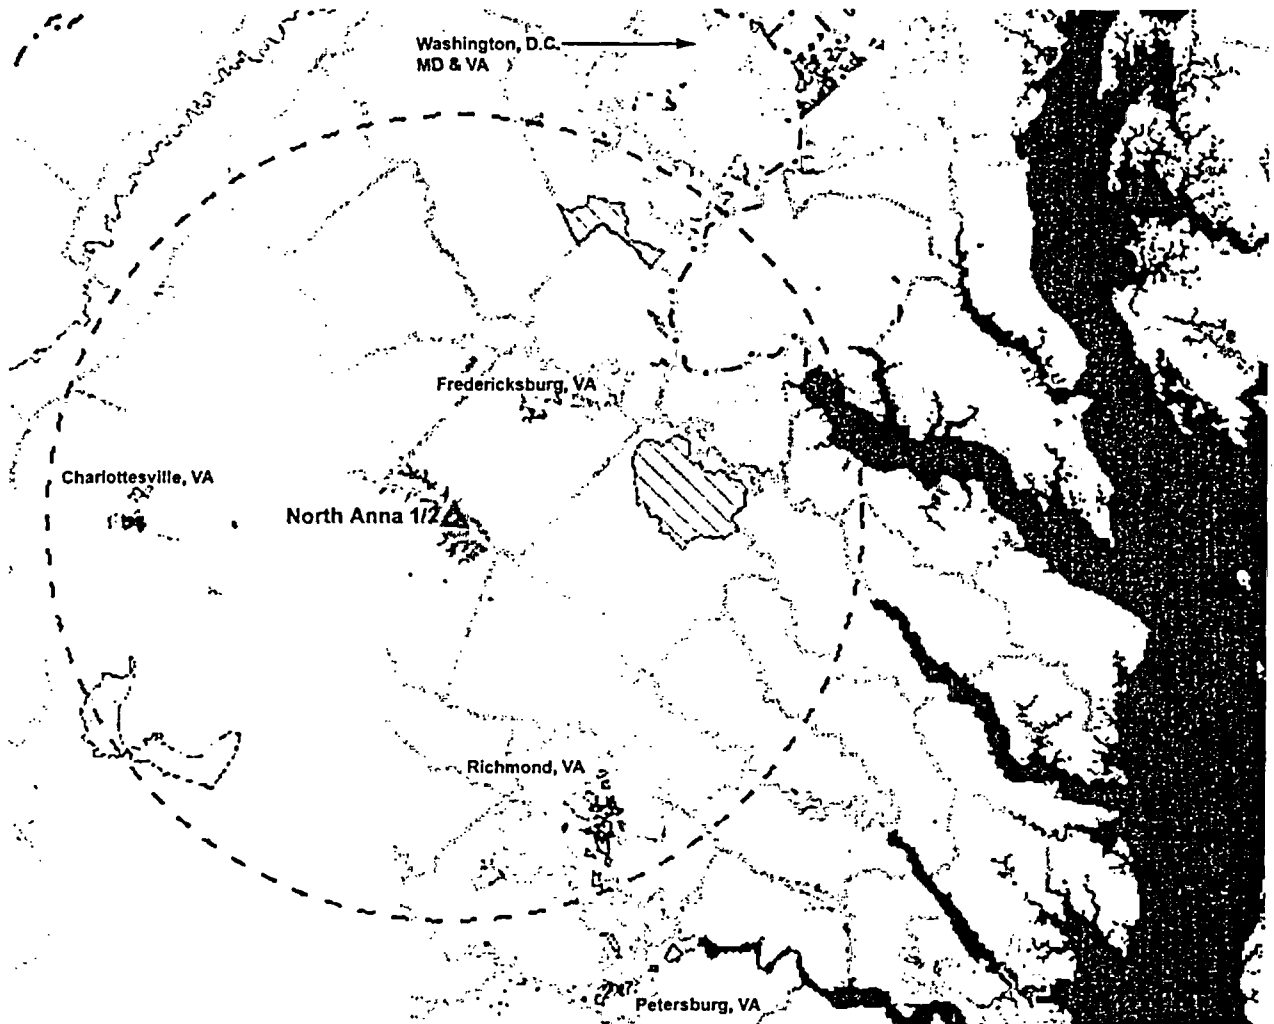 Washington, D.C.
MD & VA
Fredericksburg, VA
Charlottesville, VA
North Anna 1/2
Richmond, VA
Petersburg, VA